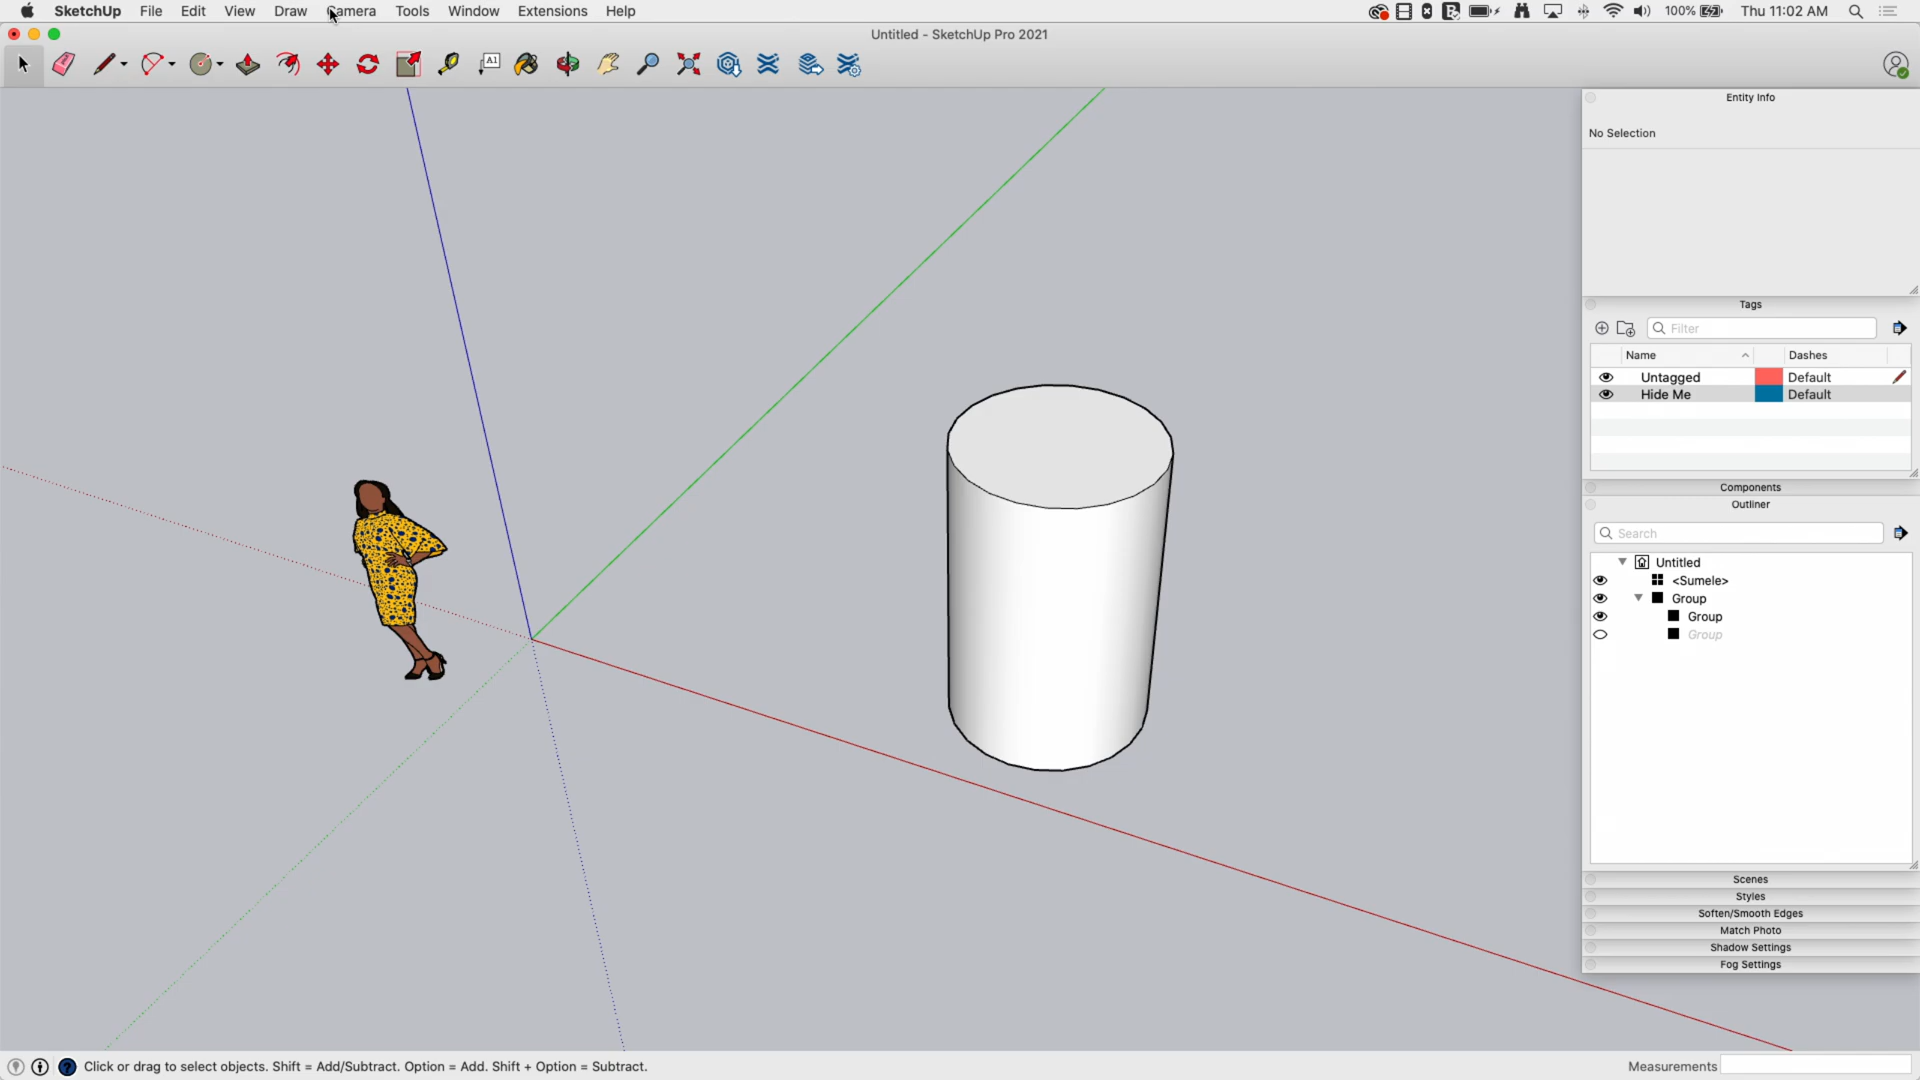 SketchUp File Edit View Draw Camera Tools Window Extensions Help 100% Thu 11:02 AM
Untitled - SketchUp Pro 2021
A1
Entity Info
No Selection
Tags
Filter
Name Dashes
Untagged Default
Hide Me Default
Components
Outliner
Search
Untitled
<Sumele>
Group
Group
Group
Scenes
Styles
Soften/Smooth Edges
Match Photo
Shadow Settings
Fog Settings
Click or drag to select objects. Shift = Add/Subtract. Option = Add. Shift + Option = Subtract.
Measurements